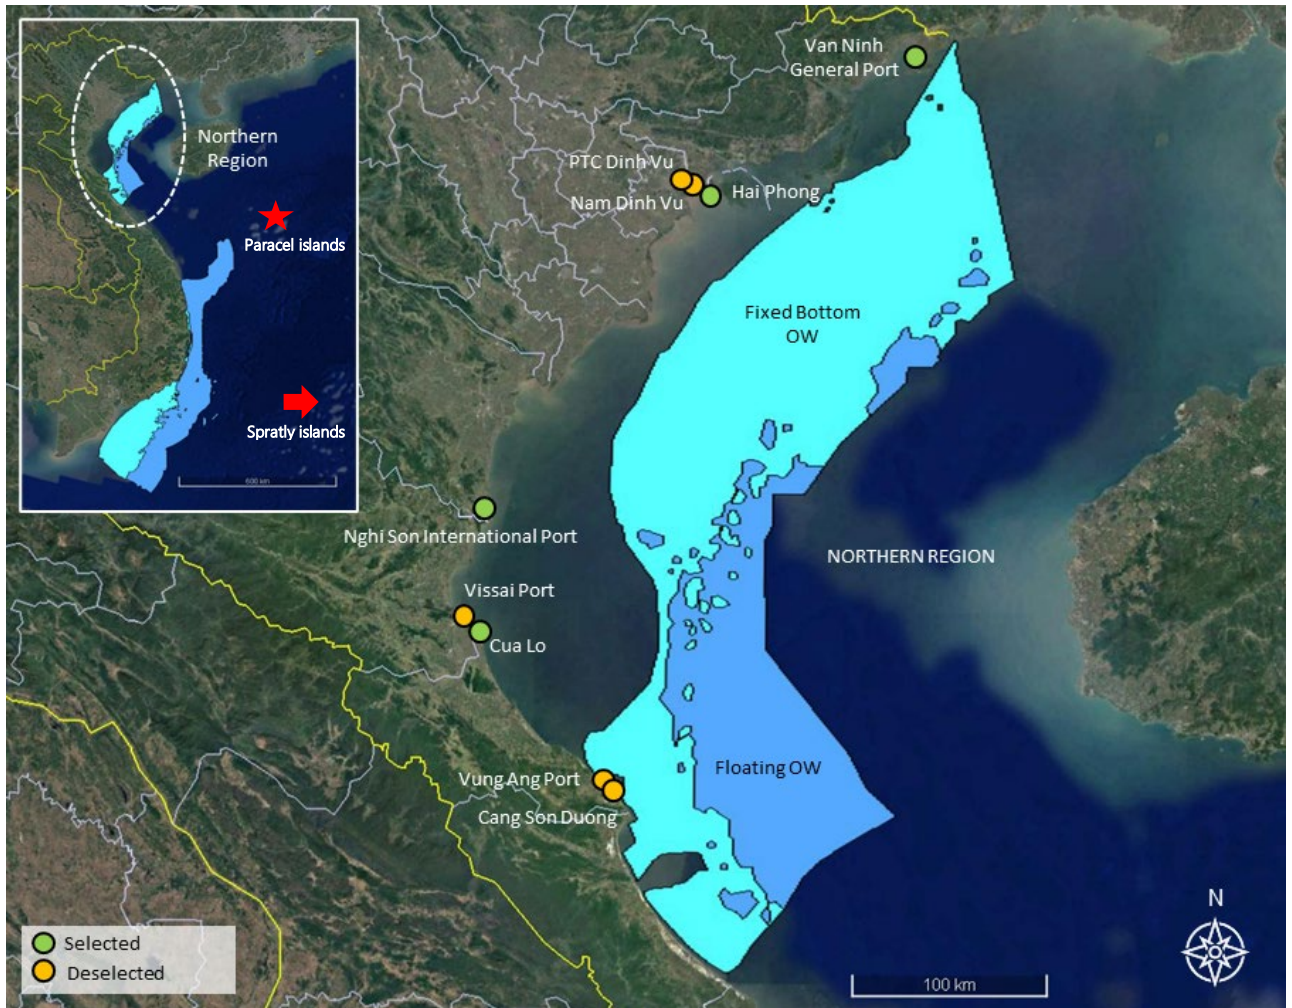 Northern
Region
Paracel islands
Spratly islands
600 km
Van Ninh
General Port
PTC Dinh Vu
Nam Dinh Vu
Hai Phong
Fixed Bottom
OW
Nghi Son International Port
NORTHERN REGION
Vissai Port
Cua Lo
Vung Ang Port
Floating OW
Cang Son Duong
Selected
Deselected
100 km
N